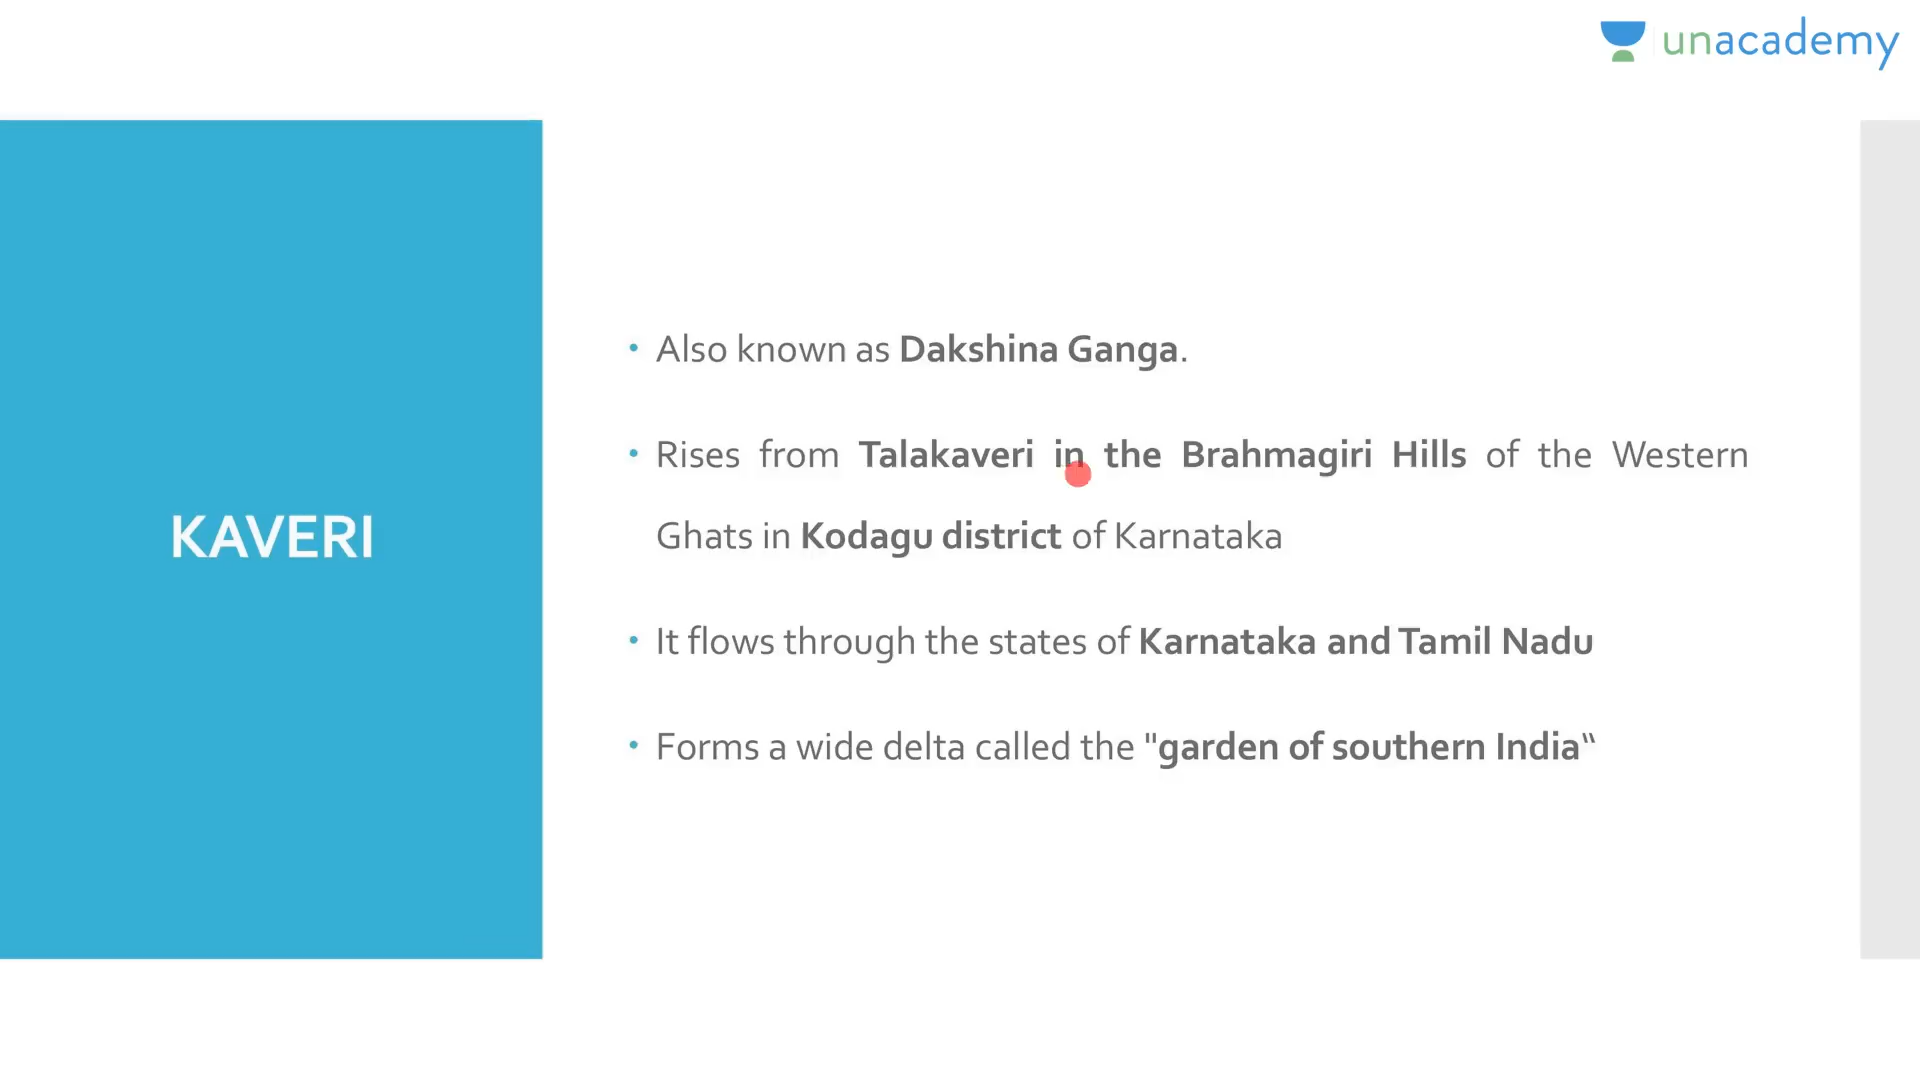 unacademy
KAVERI
• Also known as Dakshina Ganga.
• Rises from Talakaveri in the Brahmagiri Hills of the Western
Ghats in Kodagu district of Karnataka
• It flows through the states of Karnataka and Tamil Nadu
• Forms a wide delta called the "garden of southern India“